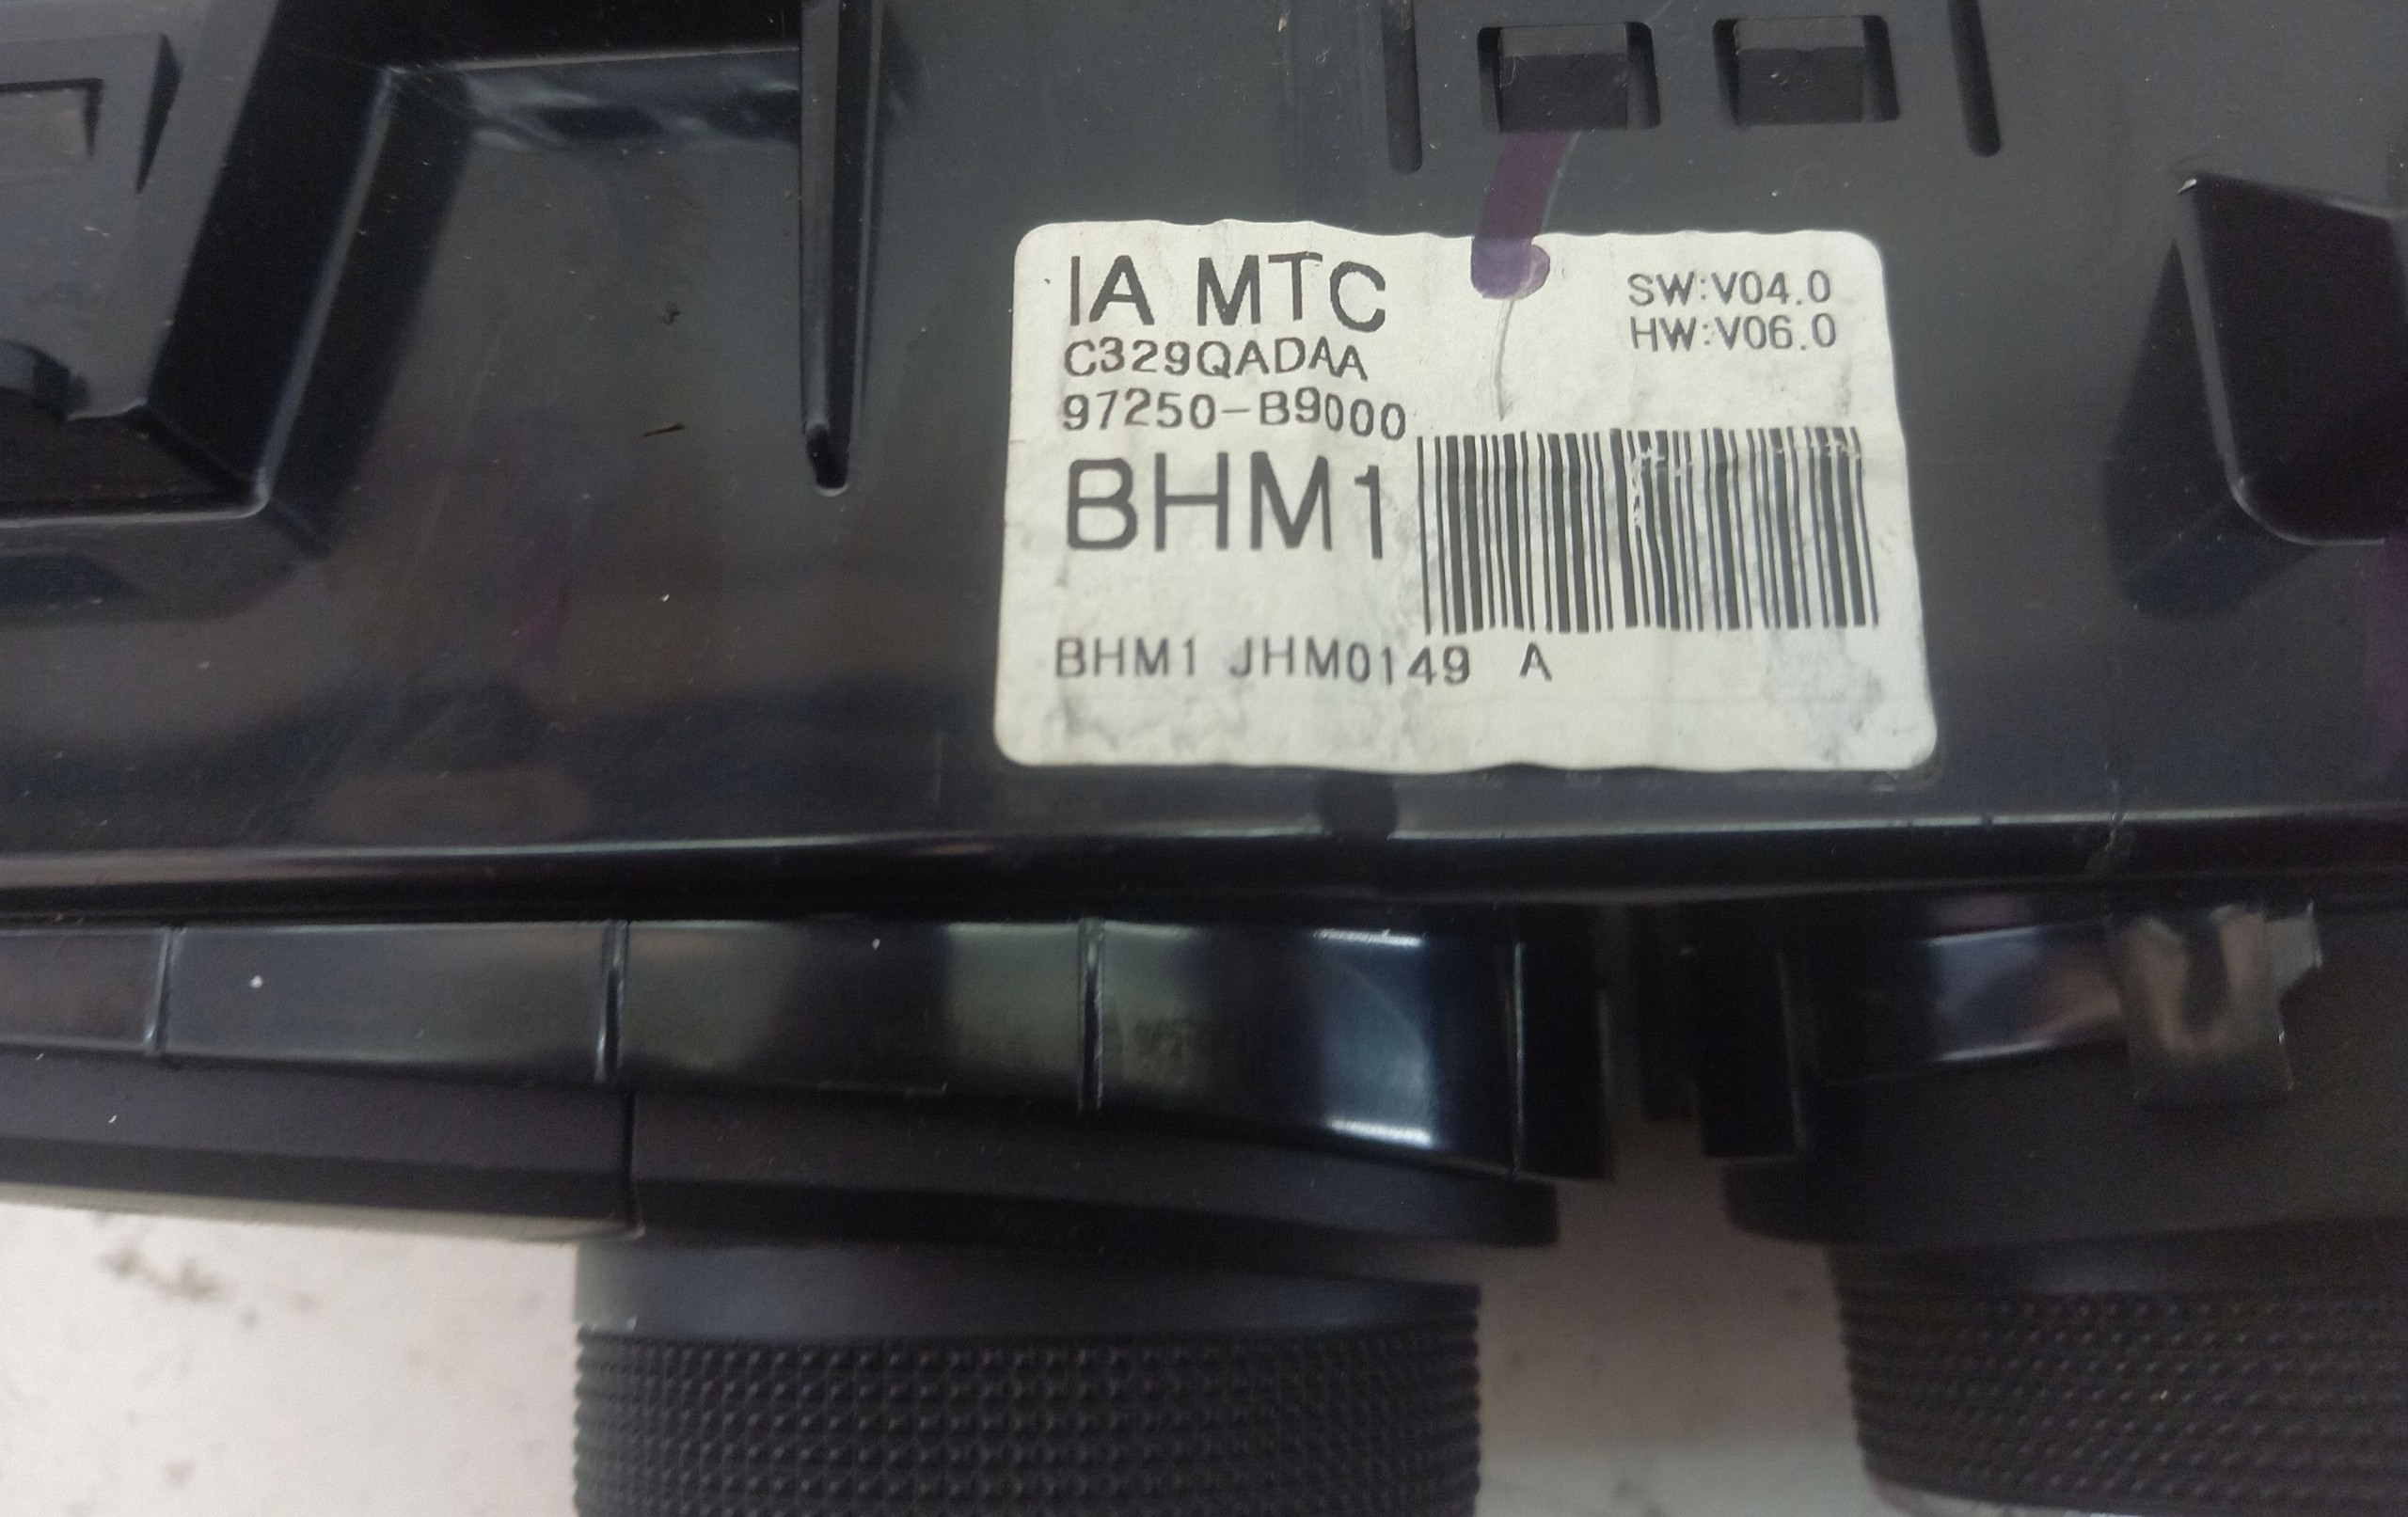 IA MTC
SW:V04.0
HW:V06.0
C329QADAA
97250-B9000
BHM1
BHM1 JHM0149 A